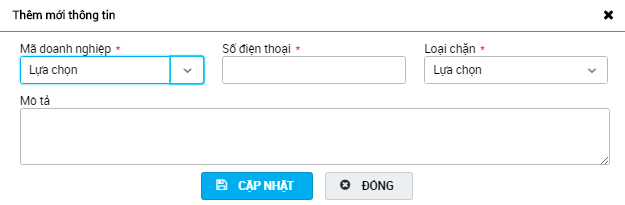 Thêm mới thông tin
Mã doanh nghiệp * Số điện thoại * Loại chặn *
Lựa chọn Lựa chọn
Mô tả
CẬP NHẬT ĐÓNG